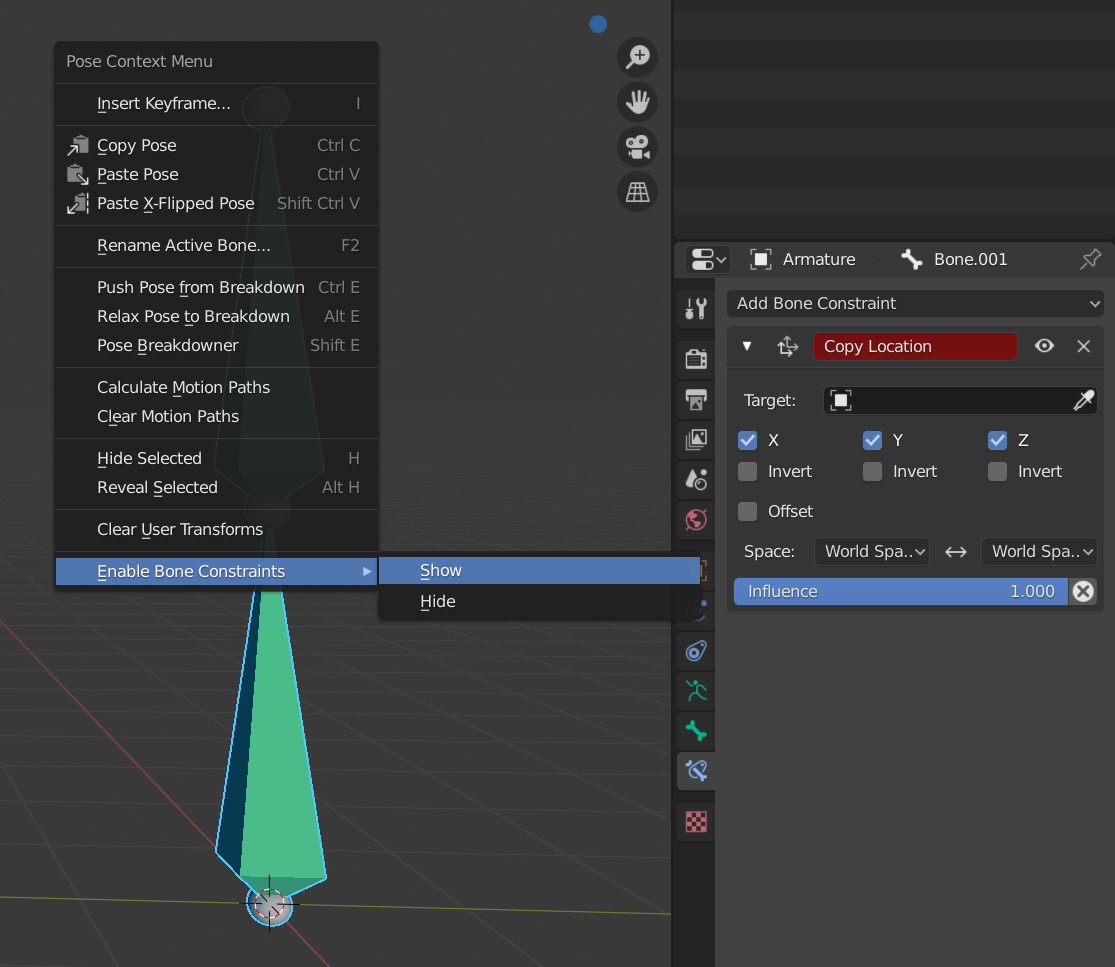 Pose Context Menu
Insert Keyframe... I
Copy Pose Ctrl C
Paste Pose Ctrl V
Paste X-Flipped Pose Shift Ctrl V
Rename Active Bone... F2
Push Pose from Breakdown Ctrl E
Relax Pose to Breakdown Alt E
Pose Breakdowner Shift E
Calculate Motion Paths
Clear Motion Paths
Hide Selected H
Reveal Selected Alt H
Clear User Transforms
Enable Bone Constraints
Show
Hide
Armature Bone.001
Add Bone Constraint
Copy Location
Target:
X Y Z
Invert Invert Invert
Offset
Space: World Spa.. World Spa..
Influence 1.000